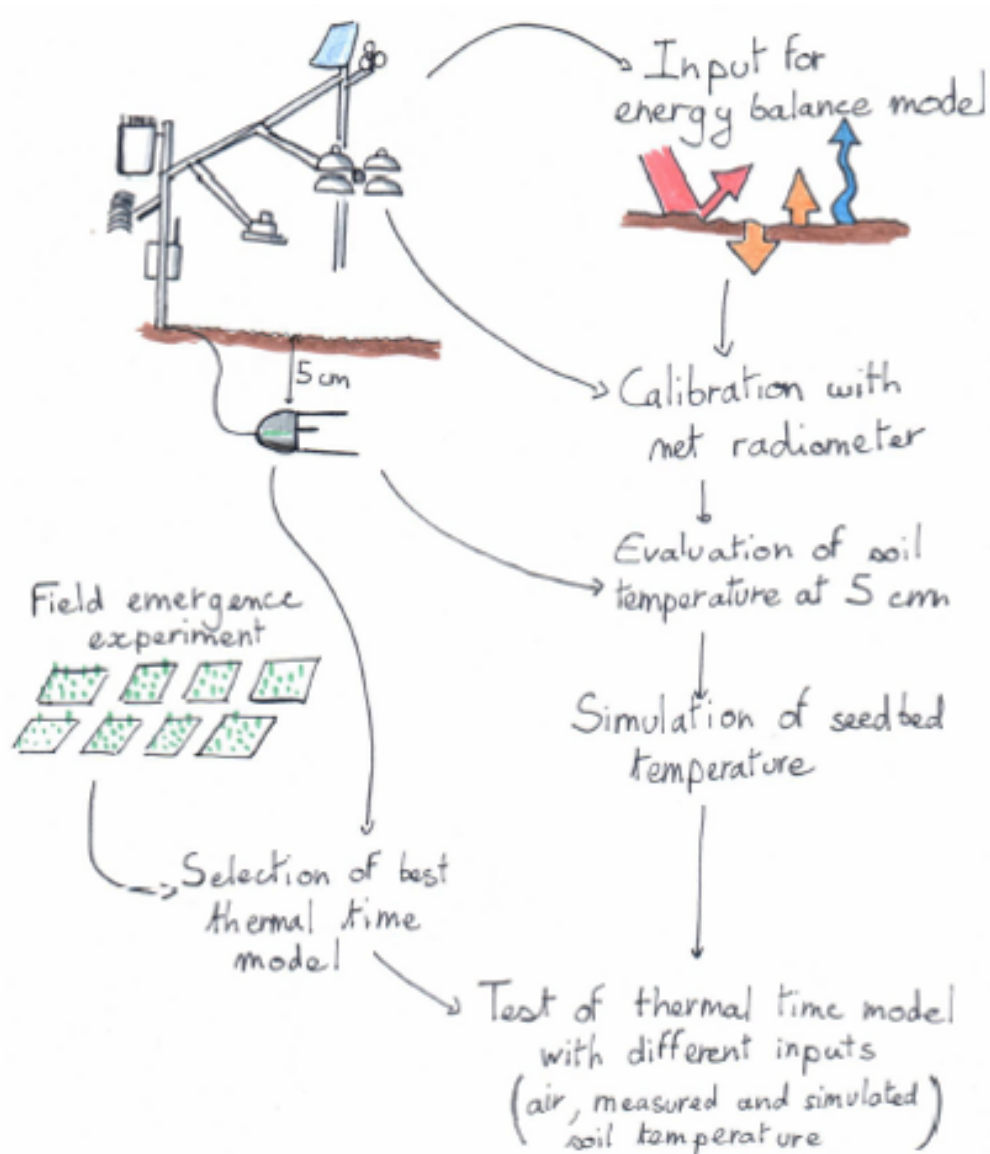 Input for
energy balance model
5 cm
Calibration with
net radiometer
Evaluation of soil
temperature at 5 cm
Field emergence
experiment
Simulation of seedbed
temperature
Selection of best
thermal time
model
Test of thermal time model
with different inputs
(air, measured and simulated
soil temperature)